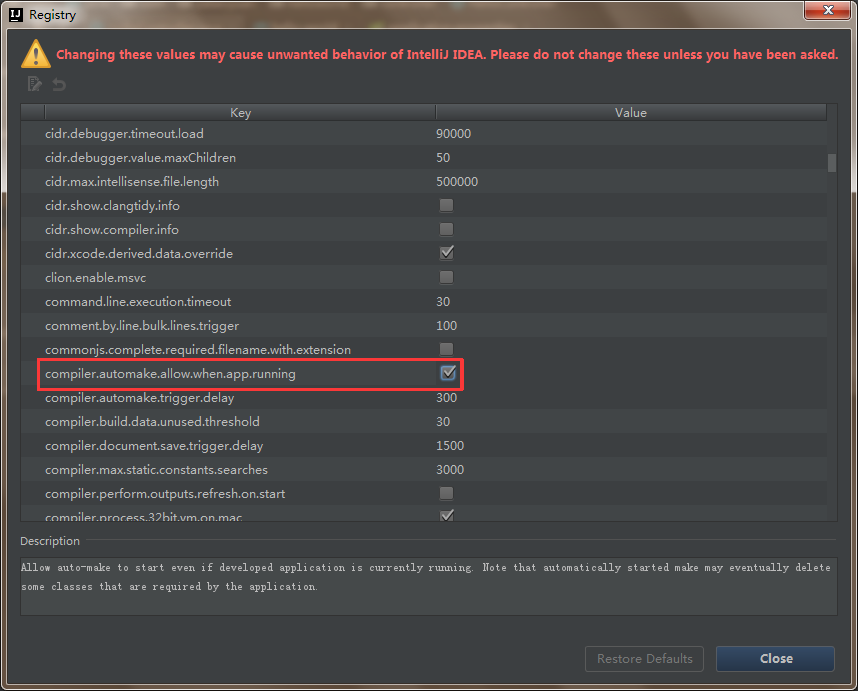 IJ Registry
Changing these values may cause unwanted behavior of IntelliJ IDEA. Please do not change these unless you have been asked.
Key Value
cidr.debugger.timeout.load 90000
cidr.debugger.value.maxChildren 50
cidr.max.intellisense.file.length 500000
cidr.show.clangtidy.info
cidr.show.compiler.info
cidr.xcode.derived.data.override
clion.enable.msvc
command.line.execution.timeout 30
comment.by.line.bulk.lines.trigger 100
commonjs.complete.required.filename.with.extension
compiler.automake.allow.when.app.running
compiler.automake.trigger.delay 300
compiler.build.data.unused.threshold 30
compiler.document.save.trigger.delay 1500
compiler.max.static.constants.searches 3000
compiler.perform.outputs.refresh.on.start
compiler.process.32bit.vm.on.mac
Description
Allow auto-make to start even if developed application is currently running. Note that automatically started make may eventually delete
some classes that are required by the application.
Restore Defaults Close